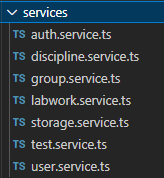 services
TS auth.service.ts
TS discipline.service.ts
TS group.service.ts
TS labwork.service.ts
TS storage.service.ts
TS test.service.ts
TS user.service.ts